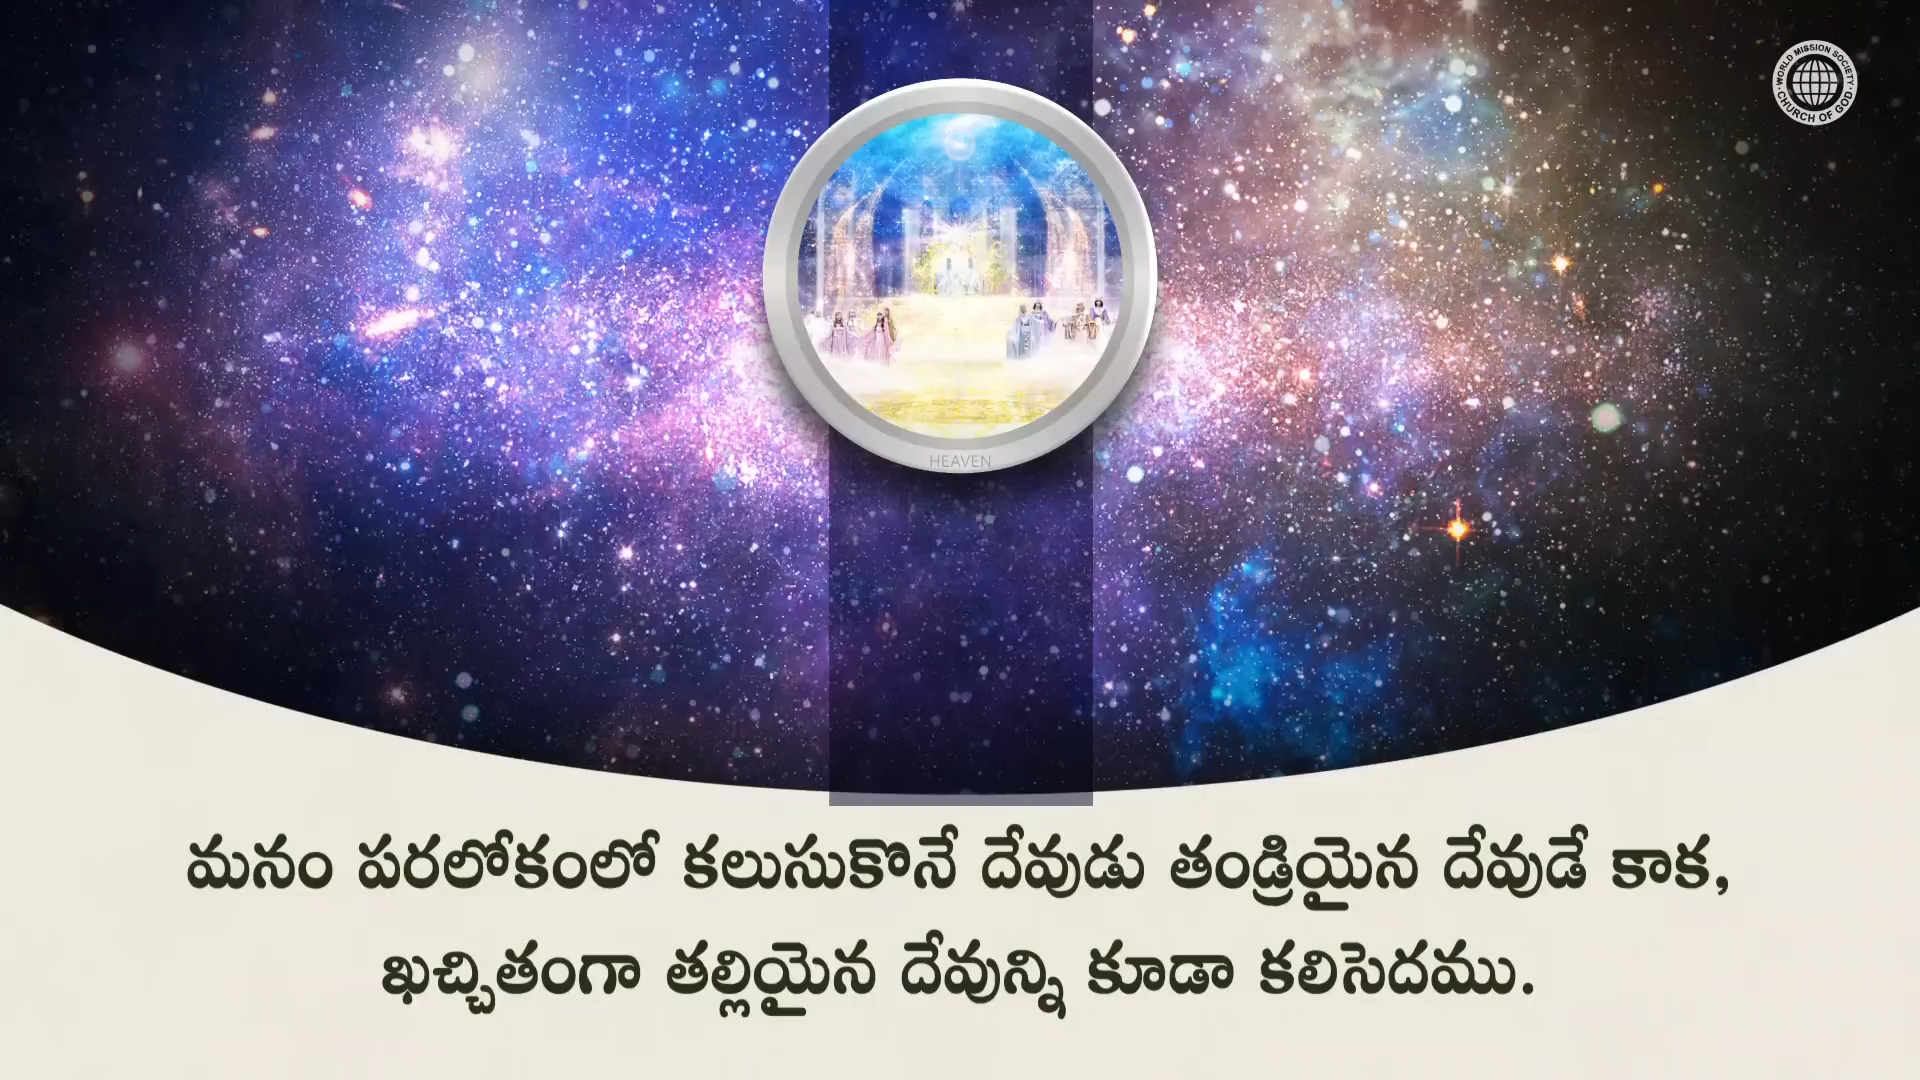 WORLD MISSION SOCIETY
CHURCH OF GOD
HEAVEN
మనం పరలోకంలో కలుసుకొనే దేవుడు తండ్రియైన దేవుడే కాక,
ఖచ్చితంగా తల్లియైన దేవున్ని కూడా కలిసెదము.